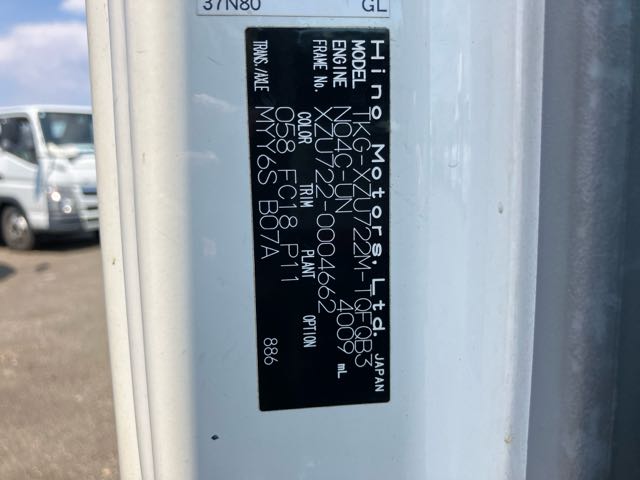 37N80 GL
Hino Motors, Ltd. JAPAN
MODEL TKG-XZU722M-TQFQB3
ENGINE N04C-UN 4009 mL
FRAME No. XZU722-0004662
COLOR TRIM PLANT OPTION
058 FC18 P11
TRANS./AXLE MYY6S B07A 886